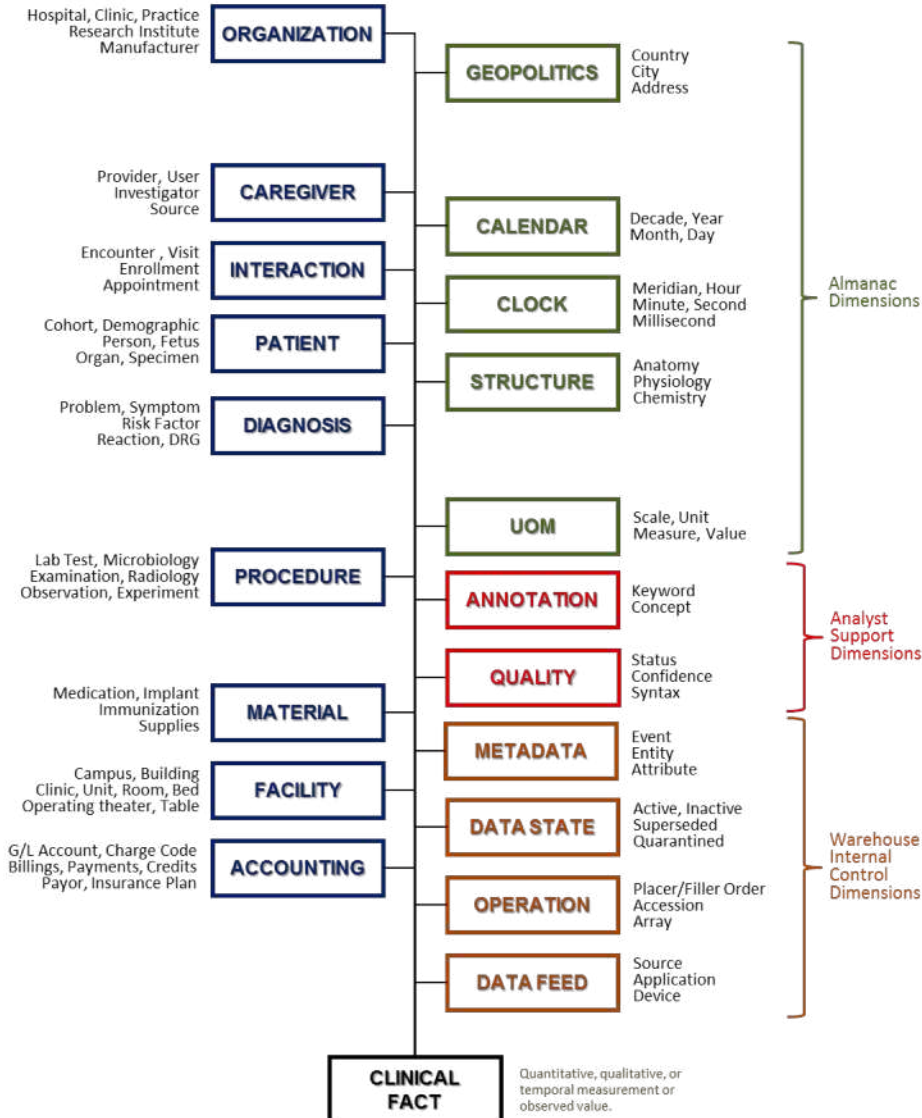 Hospital, Clinic, Practice
Research Institute
Manufacturer
ORGANIZATION
GEOPOLITICS
Country
City
Address
Provider, User
Investigator
Source
CAREGIVER
CALENDAR
Decade, Year
Month, Day
Encounter , Visit
Enrollment
Appointment
INTERACTION
CLOCK
Meridian, Hour
Minute, Second
Millisecond
Almanac
Dimensions
Cohort, Demographic
Person, Fetus
Organ, Specimen
PATIENT
STRUCTURE
Anatomy
Physiology
Chemistry
Problem, Symptom
Risk Factor
Reaction, DRG
DIAGNOSIS
UOM
Scale, Unit
Measure, Value
Lab Test, Microbiology
Examination, Radiology
Observation, Experiment
PROCEDURE
ANNOTATION
Keyword
Concept
Analyst
Support
Dimensions
QUALITY
Status
Confidence
Syntax
Medication, Implant
Immunization
Supplies
MATERIAL
METADATA
Event
Entity
Attribute
Campus, Building
Clinic, Unit, Room, Bed
Operating theater, Table
FACILITY
DATA STATE
Active, Inactive
Superseded
Quarantined
Warehouse
Internal
Control
Dimensions
G/L Account, Charge Code
Billings, Payments, Credits
Payor, Insurance Plan
ACCOUNTING
OPERATION
Placer/Filler Order
Accession
Array
DATA FEED
Source
Application
Device
CLINICAL
FACT
Quantitative, qualitative, or
temporal measurement or
observed value.